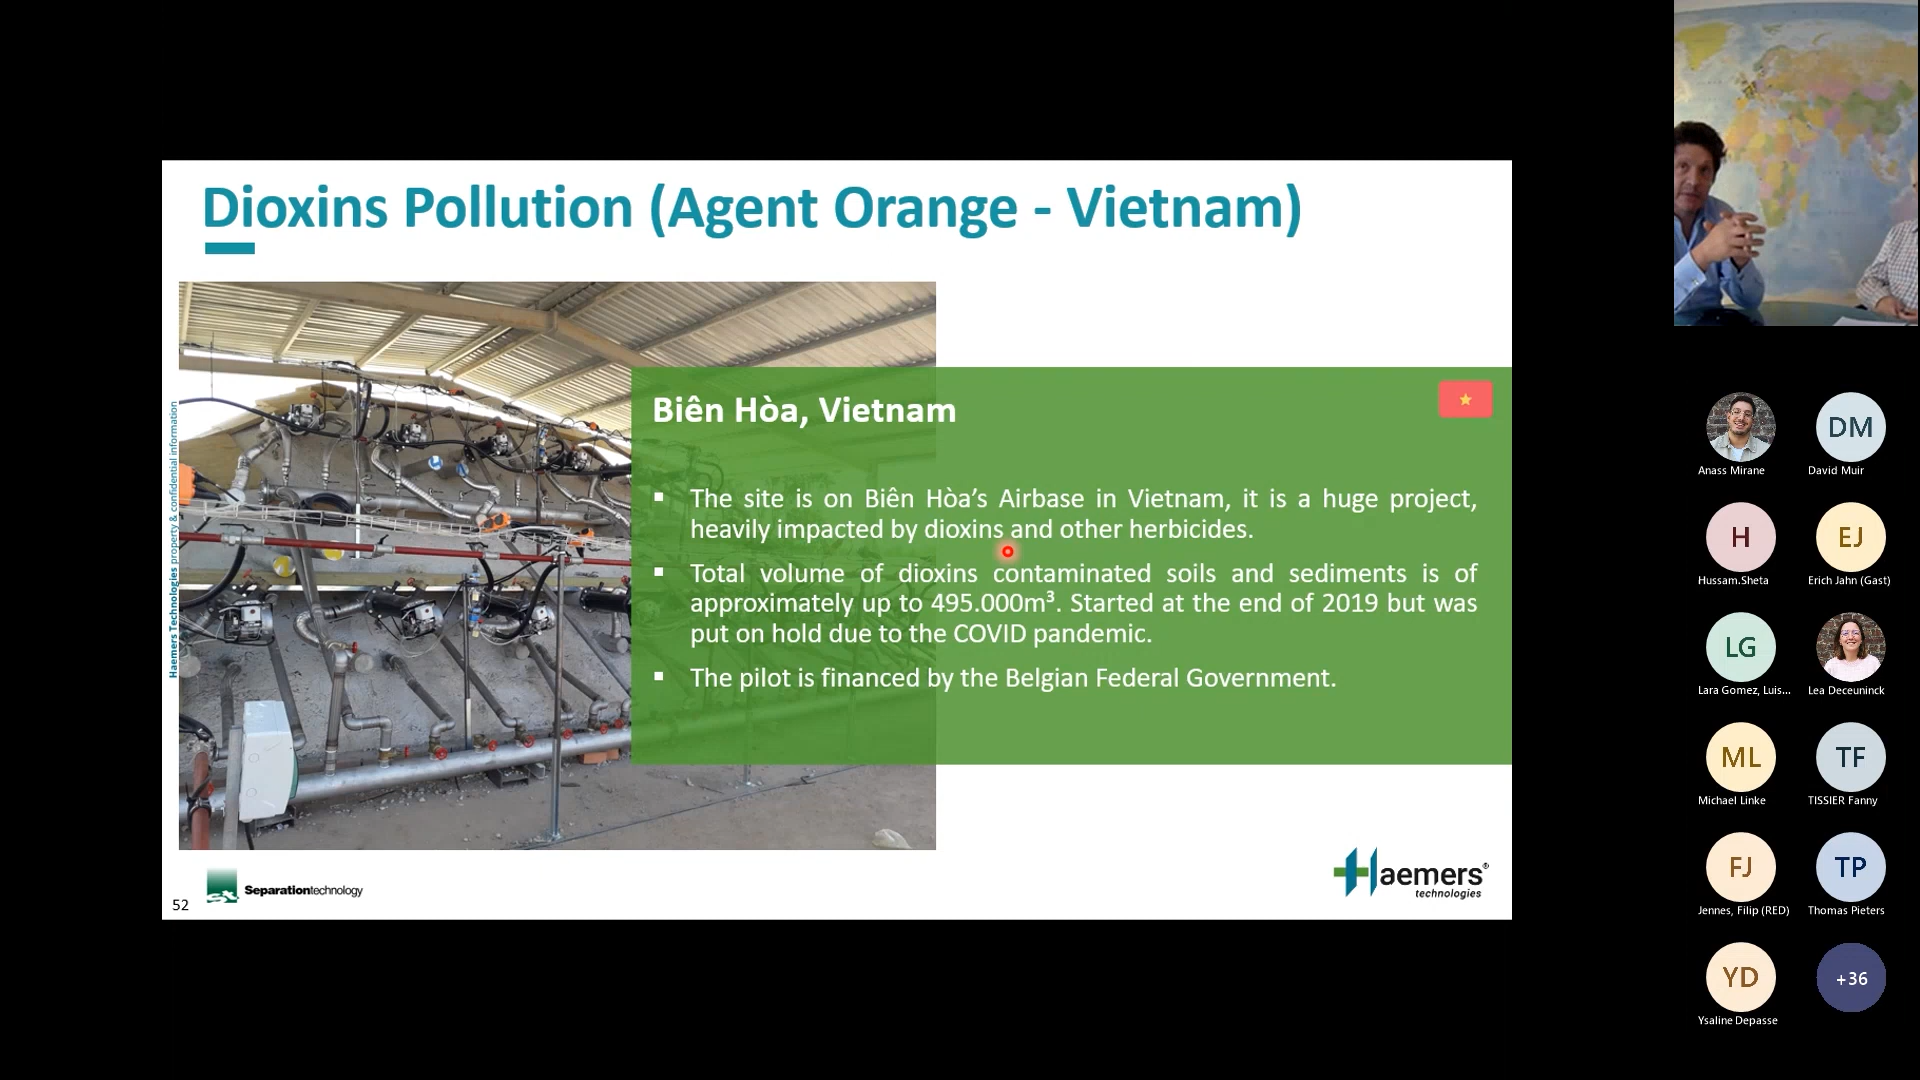 Dioxins Pollution (Agent Orange - Vietnam)
Haemers Technologies property & confidential information
Biên Hòa, Vietnam
▪ The site is on Biên Hòa’s Airbase in Vietnam, it is a huge project,
heavily impacted by dioxins and other herbicides.
▪ Total volume of dioxins contaminated soils and sediments is of
approximately up to 495.000m³. Started at the end of 2019 but was
put on hold due to the COVID pandemic.
▪ The pilot is financed by the Belgian Federal Government.
52
Separationtechnology
Haemers®
technologies
Anass Mirane
DM
David Muir
H
Hussam.Sheta
EJ
Erich Jahn (Gast)
LG
Lara Gomez, Luis...
Lea Deceuninck
ML
Michael Linke
TF
TISSIER Fanny
FJ
Jennes, Filip (RED)
TP
Thomas Pieters
YD
Ysaline Depasse
+36